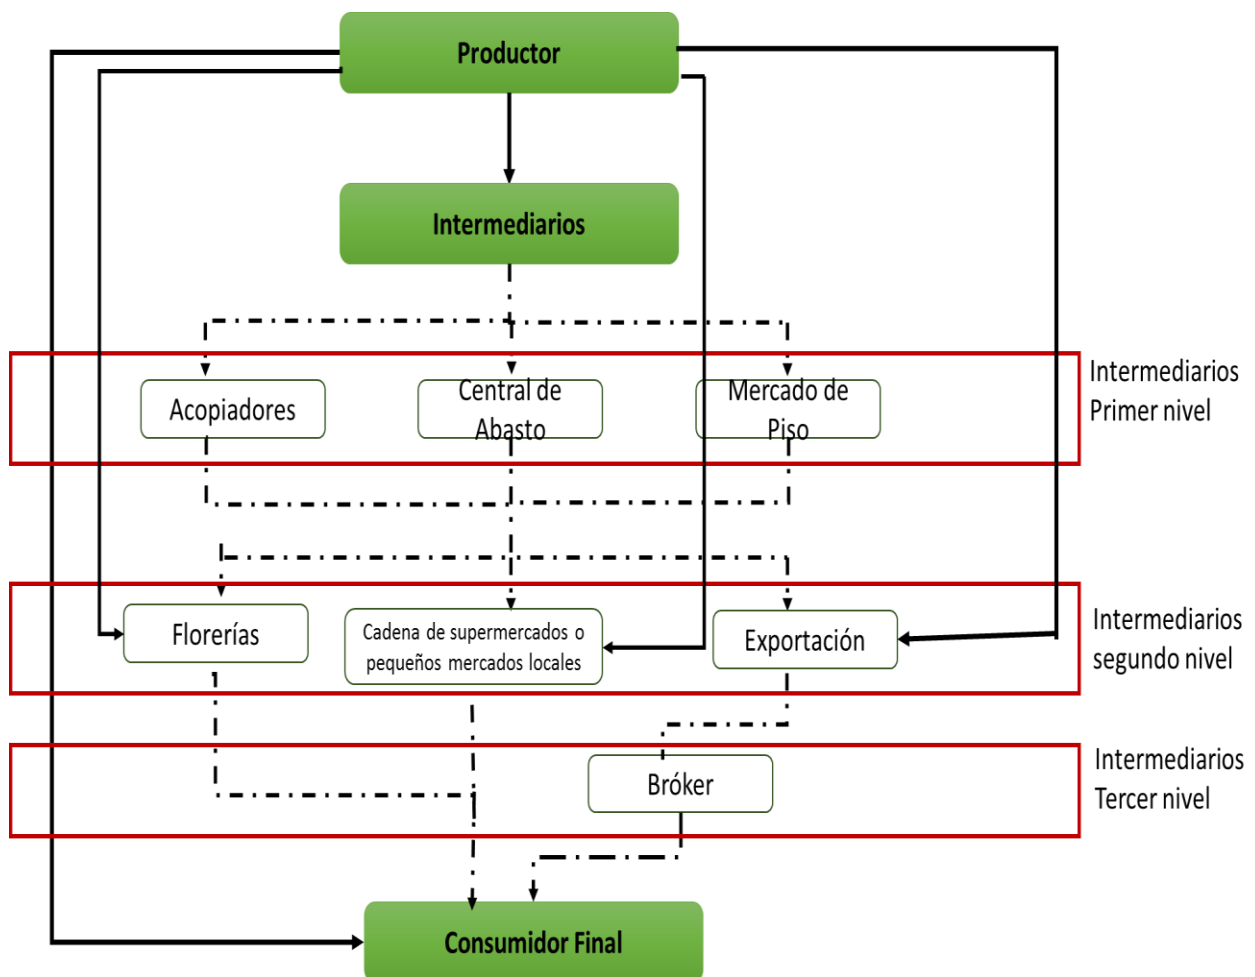 Productor
Intermediarios
Acopiadores
Central de
Abasto
Mercado de
Piso
Intermediarios
Primer nivel
Florerías
Cadena de supermercados o
pequeños mercados locales
Exportación
Intermediarios
segundo nivel
Bróker
Intermediarios
Tercer nivel
Consumidor Final